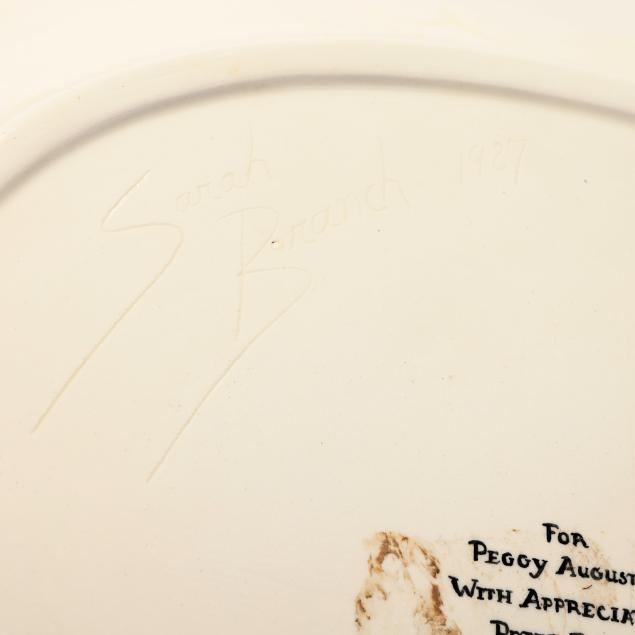 Sarah
Branch 1987
FOR
PEGGY AUGUST
WITH APPRECIA